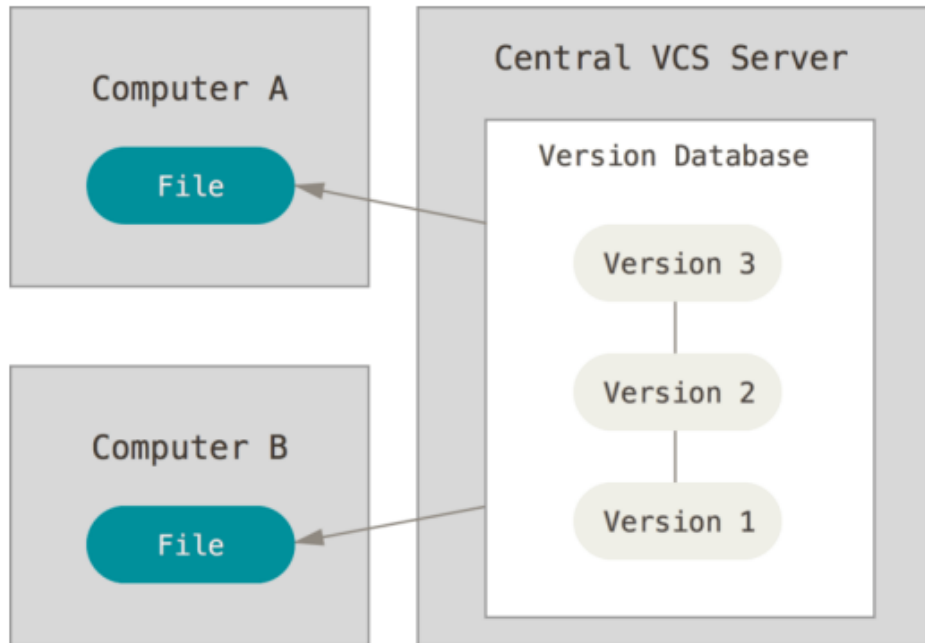 Computer A
File
Computer B
File
Central VCS Server
Version Database
Version 3
Version 2
Version 1